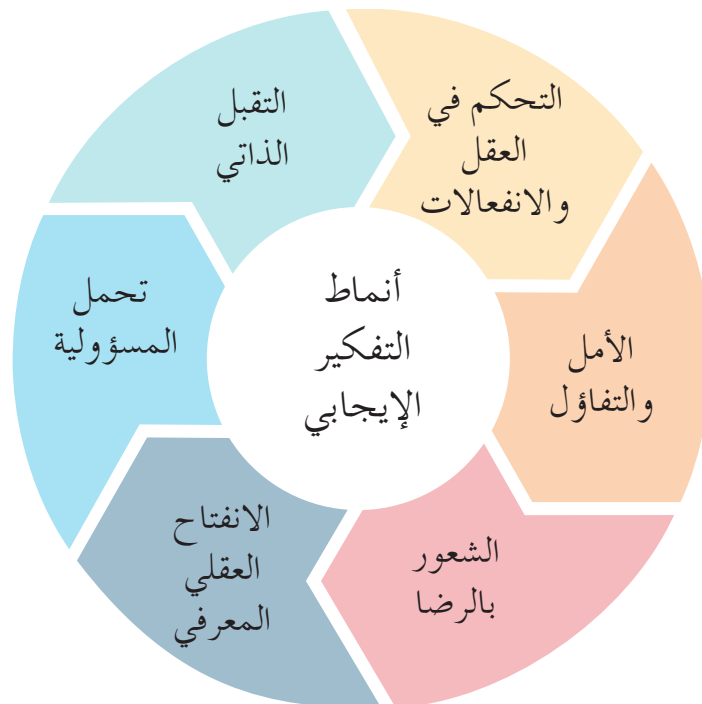 أنماط
التفكير
الإيجابي
التحكم في
العقل
والانفعالات
الأمل
والتفاؤل
الشعور
بالرضا
الانفتاح
العقلي
المعرفي
تحمل
المسؤولية
التقبل
الذاتي